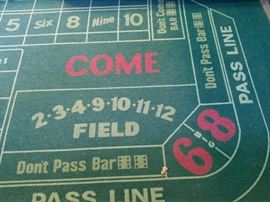 5 SIX 8 NINE 10
Don't Come
BAR
COME
Don't Pass Bar
PASS LINE
2·3·4·9·10·11·12
FIELD
BIG
6 8
Don't Pass Bar
PASS LINE